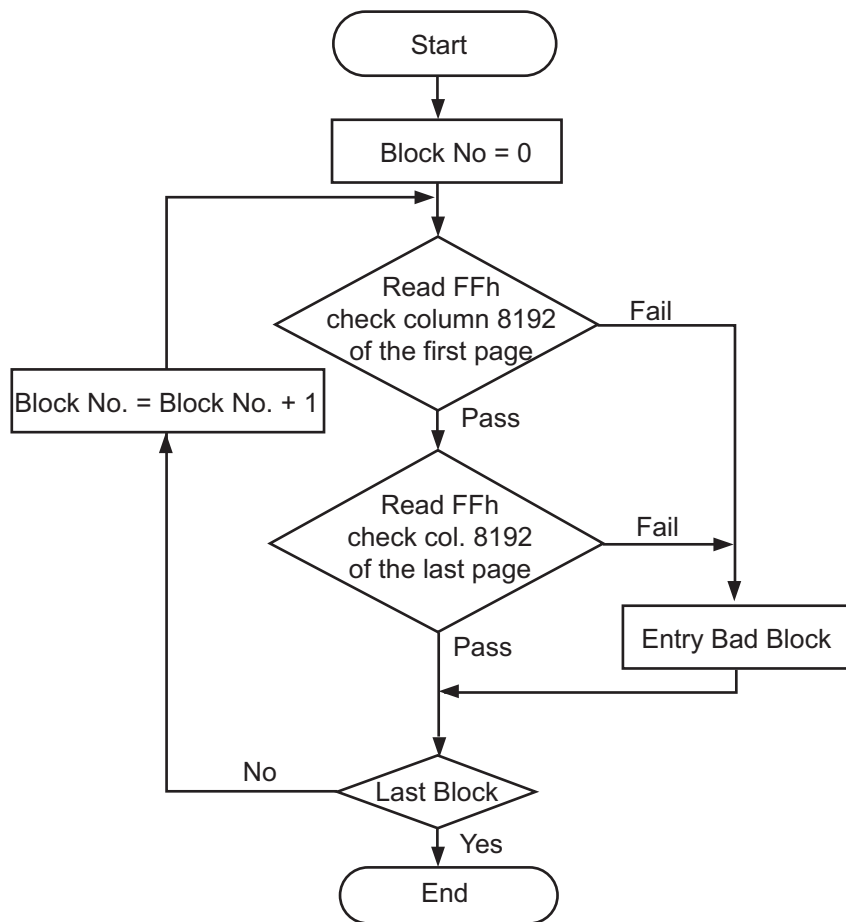 Start
Block No = 0
Read FFh
check column 8192
of the first page
Fail
Block No. = Block No. + 1
Pass
Read FFh
check col. 8192
of the last page
Fail
Pass
Entry Bad Block
No
Last Block
Yes
End